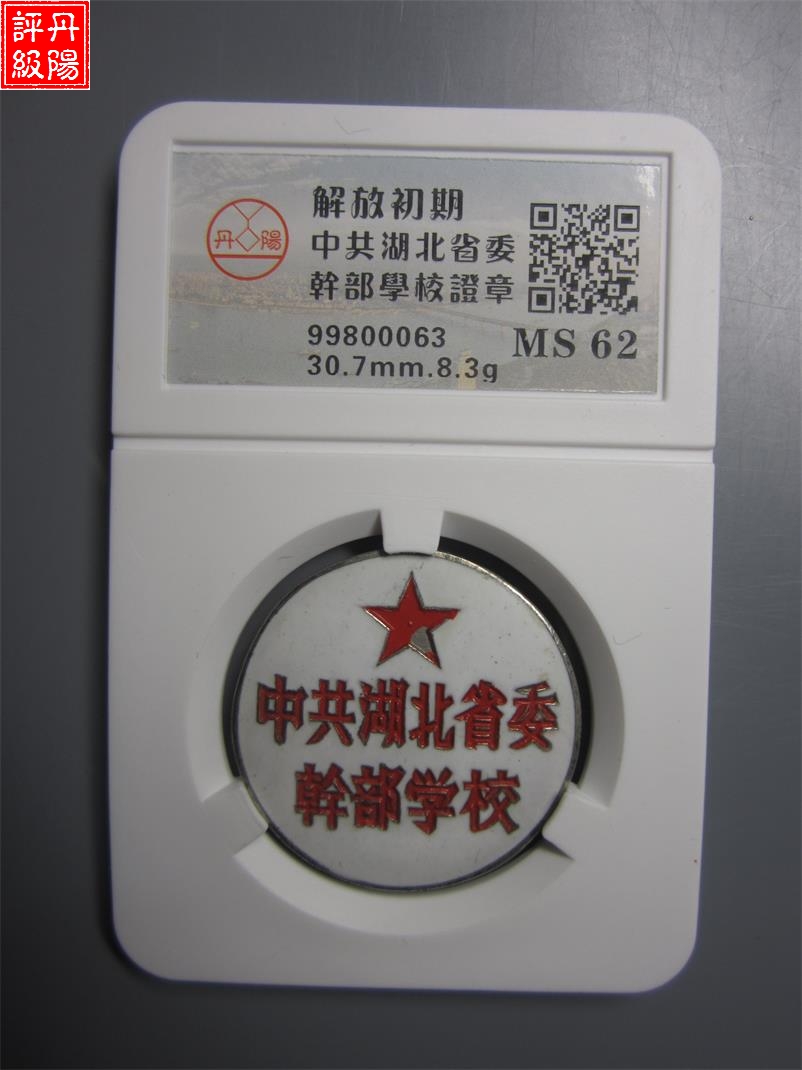 丹陽
評級
丹陽
解放初期
中共湖北省委
幹部學校證章
99800063
30.7mm.8.3g
MS 62
中共湖北省委
幹部学校